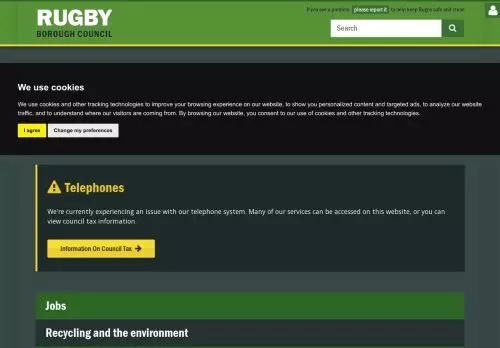 RUGBY
BOROUGH COUNCIL
If you see a problem, please report it to help keep Rugby safe and clean
Search
We use cookies
We use cookies and other tracking technologies to improve your browsing experience on our website, to show you personalized content and targeted ads, to analyze our website
traffic, and to understand where our visitors are coming from. By browsing our website, you consent to our use of cookies and other tracking technologies.
I agree
Change my preferences
Telephones
We're currently experiencing an issue with our telephone system. Many of our services can be accessed on this website, or you can
view council tax information.
Information On Council Tax
Jobs
Recycling and the environment